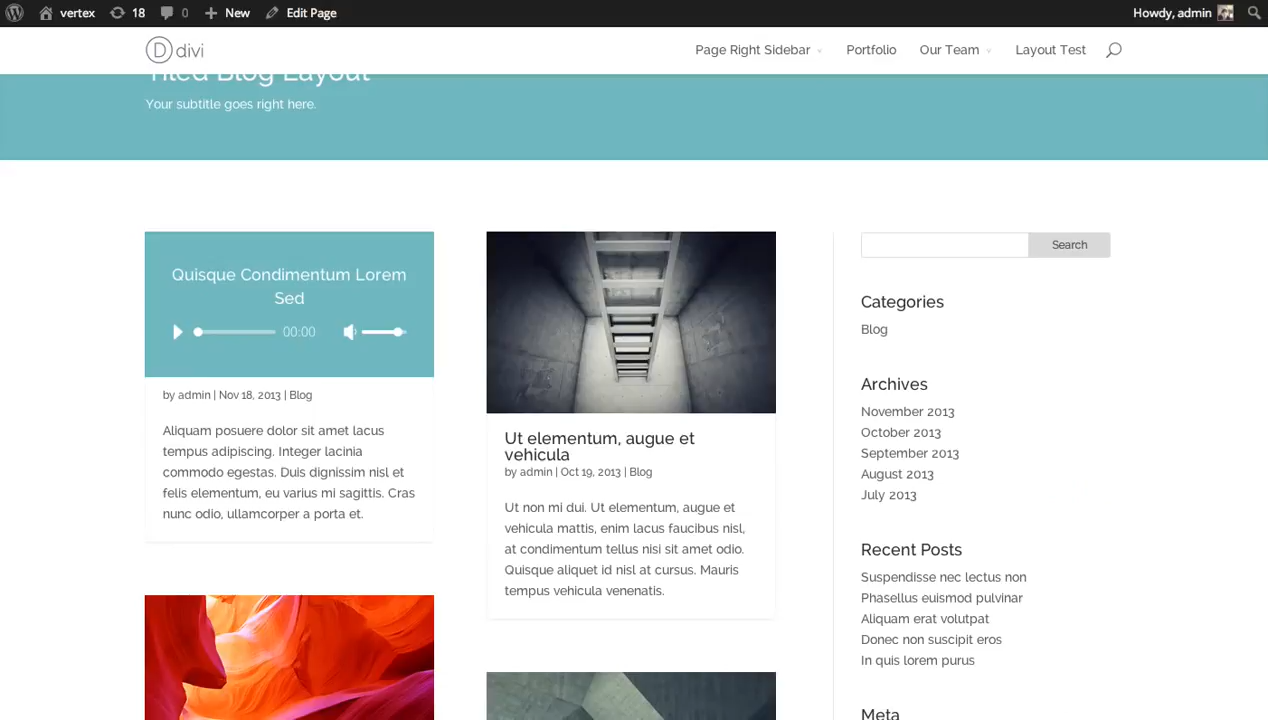 vertex 18 0 New Edit Page Howdy, admin
divi Page Right Sidebar Portfolio Our Team Layout Test
Tiled Blog Layout
Your subtitle goes right here.
Quisque Condimentum Lorem
Sed
00:00
by admin | Nov 18, 2013 | Blog
Aliquam posuere dolor sit amet lacus
tempus adipiscing. Integer lacinia
commodo egestas. Duis dignissim nisl et
felis elementum, eu varius mi sagittis. Cras
nunc odio, ullamcorper a porta et.
Ut elementum, augue et
vehicula
by admin | Oct 19, 2013 | Blog
Ut non mi dui. Ut elementum, augue et
vehicula mattis, enim lacus faucibus nisl,
at condimentum tellus nisi sit amet odio.
Quisque aliquet id nisl at cursus. Mauris
tempus vehicula venenatis.
Search
Categories
Blog
Archives
November 2013
October 2013
September 2013
August 2013
July 2013
Recent Posts
Suspendisse nec lectus non
Phasellus euismod pulvinar
Aliquam erat volutpat
Donec non suscipit eros
In quis lorem purus
Meta